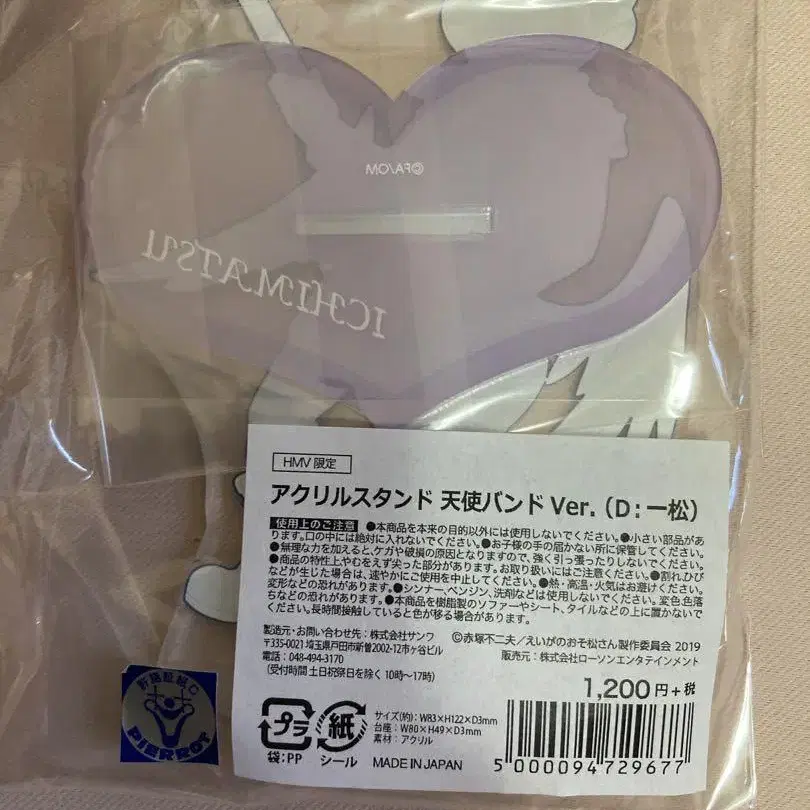 ©FA/OM
ICHIMATSU
HMV 限定
アクリルスタンド 天使バンド Ver.（D：一松）
使用上のご注意 ●本商品を本来の目的以外には使用しないでください。●小さい部品があ
ります。口の中には絶対に入れないでください。●お子様の手の届かない所に保管してください。
●無理な力を加えると、ケガや破損の原因となりますので、強く引っ張ったりしないでください。
●商品の特性上、やむをえず尖った部分があります。お取り扱いにはご注意ください。●割れ、ひび
などが生じた場合は、速やかにご使用を中止してください。●熱・高温・火気はお避けください。
変形などの恐れがあります。●シンナー、ベンジン、洗剤などは使用しないでください。変色、色落
ちなどの恐れがあります。●本商品を樹脂製のソファーやシート、タイルなどの上に置かないで
ください。長時間接触していると色が移る場合があります。
製造元・お問い合わせ先：株式会社サンワ
〒335-0021 埼玉県戸田市新曽2002-12市ヶ谷ビル
電話：048-494-3170
（受付時間 土日祝祭日を除く 10時～17時）
©赤塚不二夫／えいがのおそ松さん製作委員会 2019
販売元：株式会社ローソンエンタテインメント
1,200円＋税
プラ
袋：PP
紙
シール
サイズ（約）：W83×H122×D3mm
台座：W80×H49×D3mm
素材：アクリル
MADE IN JAPAN
5 000094 729677
許諾証紙C
PIERROT